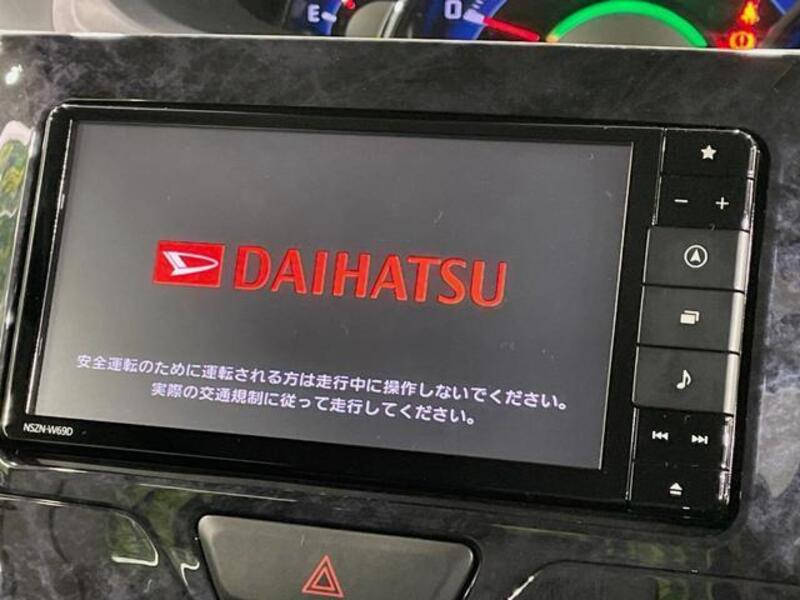 E
0
DAIHATSU
安全運転のために運転される方は走行中に操作しないでください。
実際の交通規制に従って走行してください。
NSZN-W69D